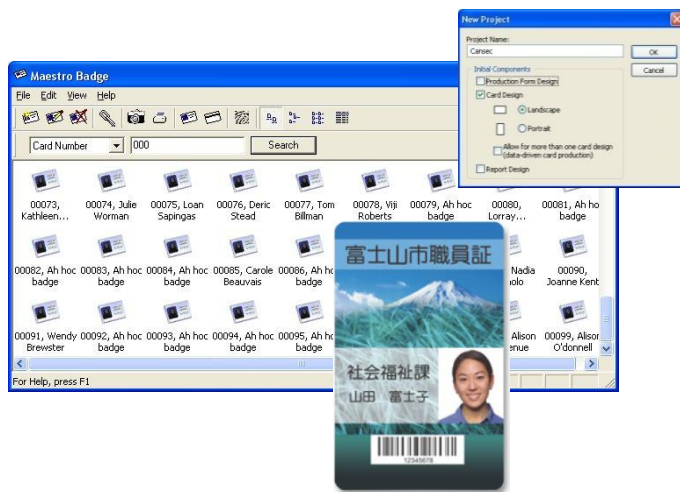 New Project
Project Name:
Cansec
OK
Cancel
Initial Components
Production Form Design
Card Design
Landscape
Portrait
Allow for more than one card design
(data-driven card production)
Report Design
Maestro Badge
File Edit View Help
Card Number 000 Search
00073, 00074, Julie 00075, Loan 00076, Deric 00077, Tom 00078, Viji 00079, Ah hoc 00080, 00081, Ah ho
Kathleen... Worman Sapingas Stead Billman Roberts badge Lorray... badge
00082, Ah hoc 00083, Ah hoc 00084, Ah hoc 00085, Carole 00086, Ah hoc Nadia 00090,
badge badge badge Beauvais badge Joanne Kent
00091, Wendy 00092, Ah hoc 00093, Ah hoc 00094, Ah hoc 00095, Ah hoc Alison 00099, Alison
Brewster badge badge badge badge O'donnell
For Help, press F1
富士山市職員証
社会福祉課
山田 富士子
12345678